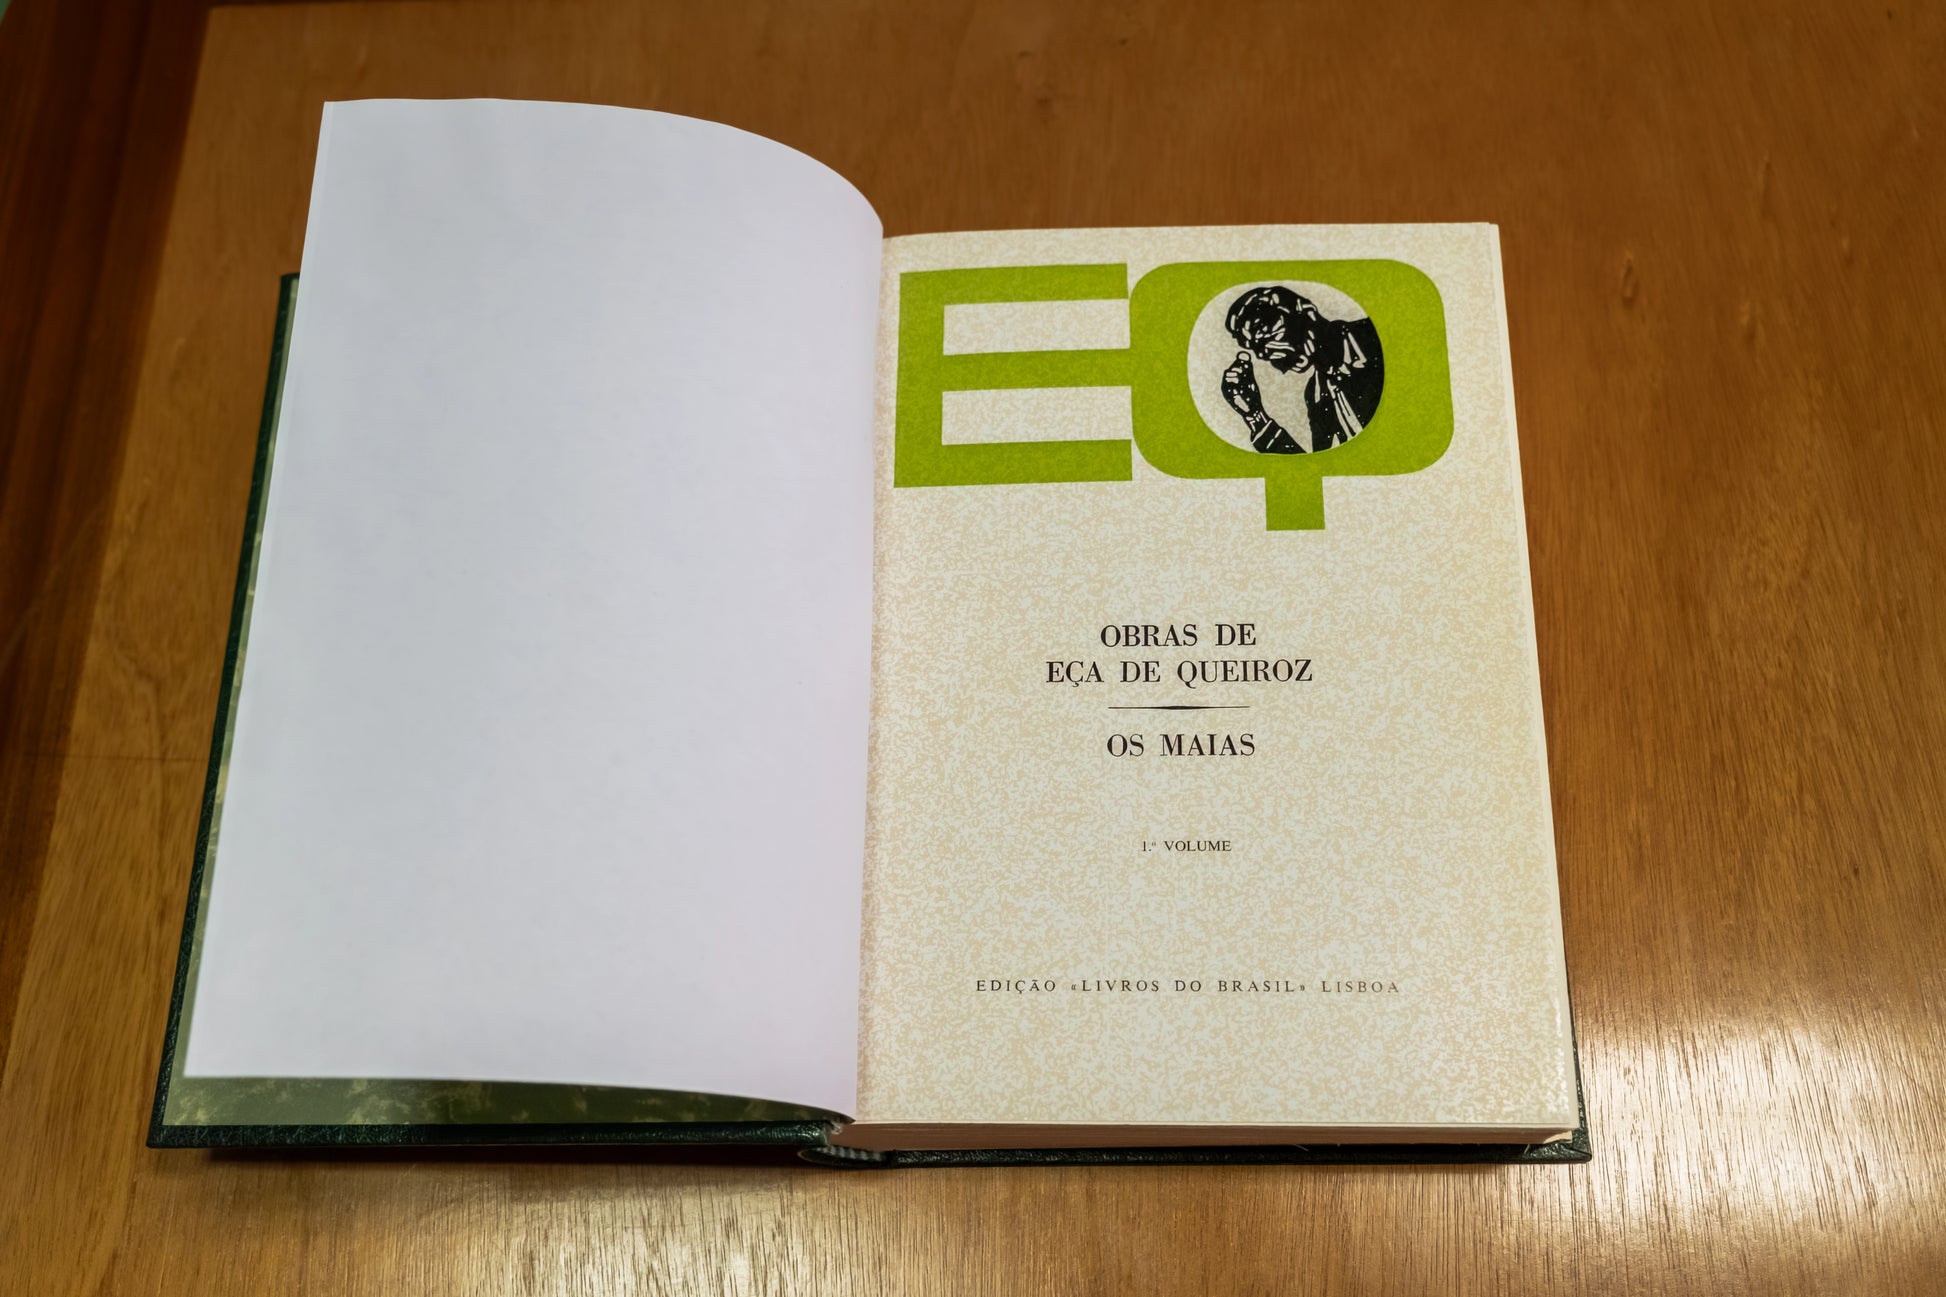 EQ
OBRAS DE
EÇA DE QUEIROZ
OS MAIAS
1.º VOLUME
EDIÇÃO «LIVROS DO BRASIL» LISBOA